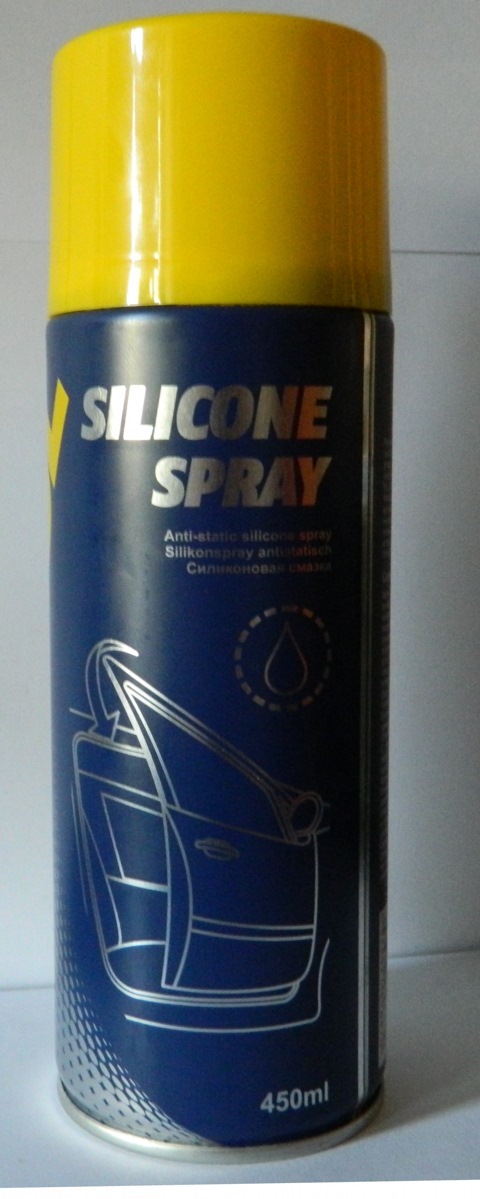 SILICONE
SPRAY
Anti-static silicone spray
Silikonspray antistatisch
Силиконовая смазка
450ml